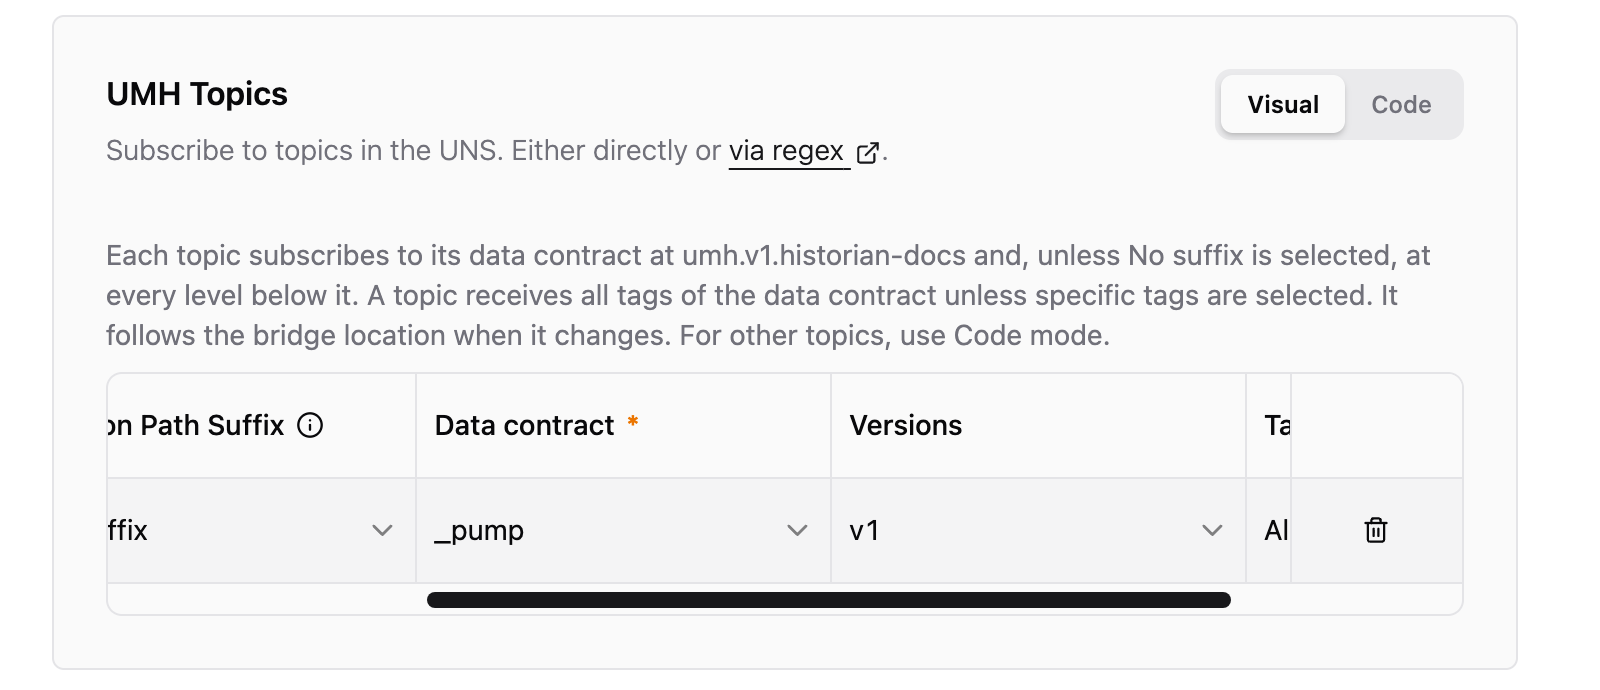 UMH Topics
Visual
Code
Subscribe to topics in the UNS. Either directly or via regex.
Each topic subscribes to its data contract at umh.v1.historian-docs and, unless No suffix is selected, at
every level below it. A topic receives all tags of the data contract unless specific tags are selected. It
follows the bridge location when it changes. For other topics, use Code mode.
on Path Suffix
Data contract *
Versions
Ta
ffix
_pump
v1
Al